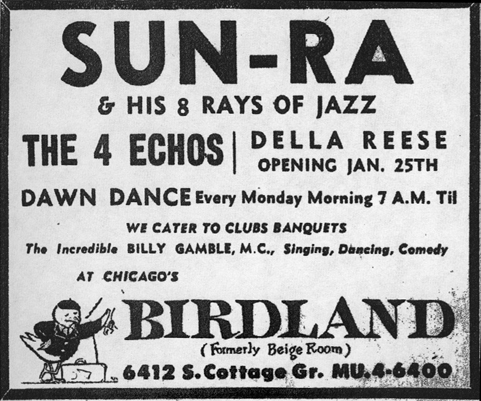 SUN-RA
& HIS 8 RAYS OF JAZZ
THE 4 ECHOS
DELLA REESE
OPENING JAN. 25TH
DAWN DANCE Every Monday Morning 7 A.M. Til
WE CATER TO CLUBS BANQUETS
The Incredible BILLY GAMBLE, M.C., Singing, Dancing, Comedy
AT CHICAGO'S
BIRDLAND
(Formerly Beige Room)
6412 S. Cottage Gr. MU. 4-6400